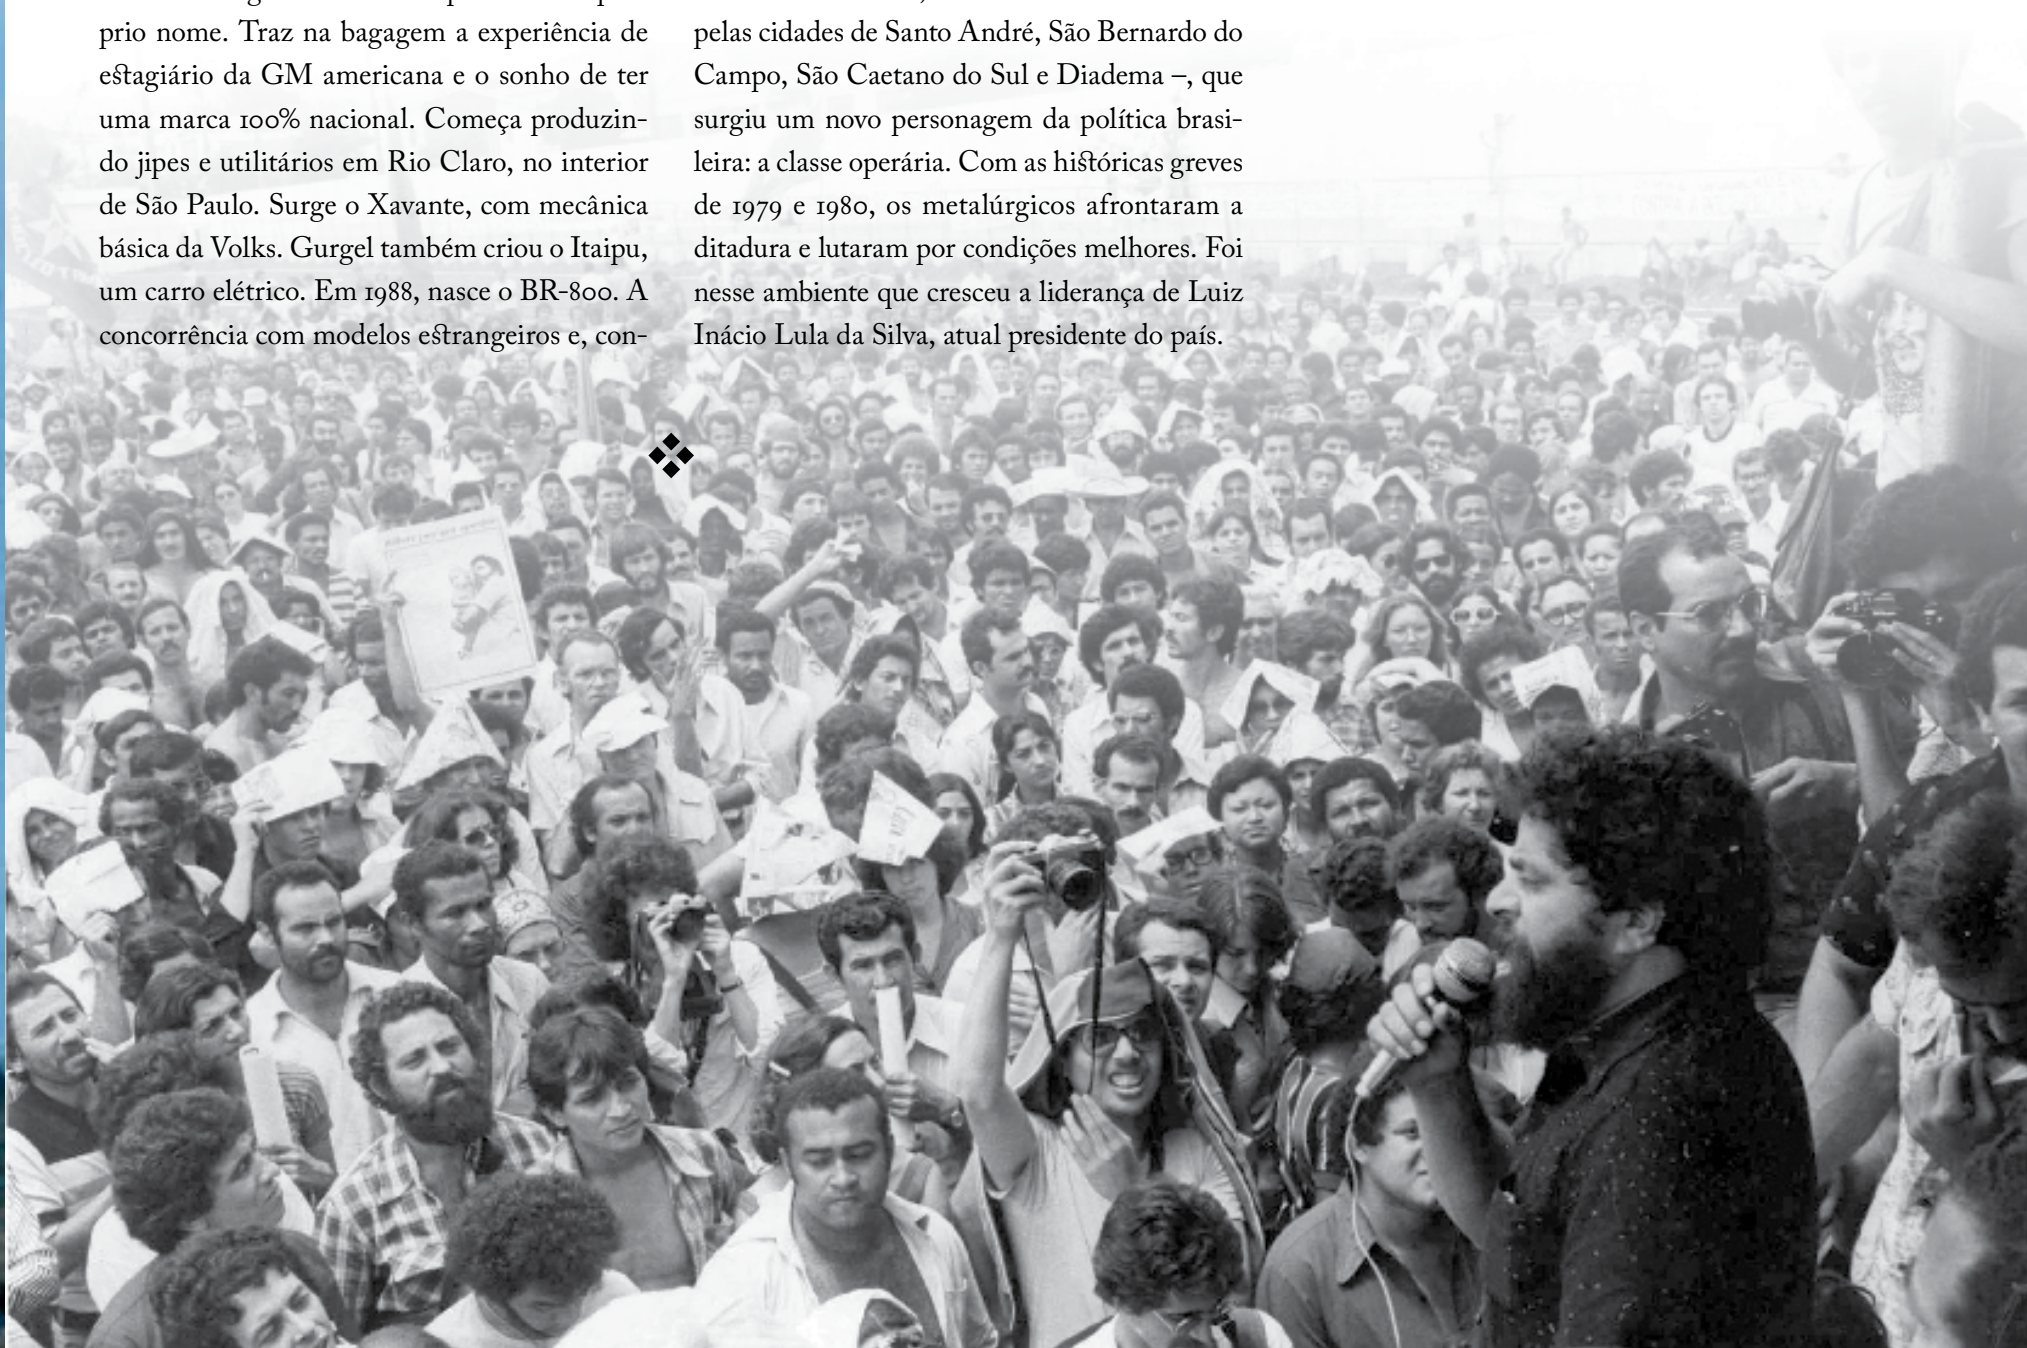 prio nome. Traz na bagagem a experiência de
estagiário da GM americana e o sonho de ter
uma marca 100% nacional. Começa produzin-
do jipes e utilitários em Rio Claro, no interior
de São Paulo. Surge o Xavante, com mecânica
básica da Volks. Gurgel também criou o Itaipu,
um carro elétrico. Em 1988, nasce o BR-800. A
concorrência com modelos estrangeiros e, con-
pelas cidades de Santo André, São Bernardo do
Campo, São Caetano do Sul e Diadema –, que
surgiu um novo personagem da política brasi-
leira: a classe operária. Com as históricas greves
de 1979 e 1980, os metalúrgicos afrontaram a
ditadura e lutaram por condições melhores. Foi
nesse ambiente que cresceu a liderança de Luiz
Inácio Lula da Silva, atual presidente do país.